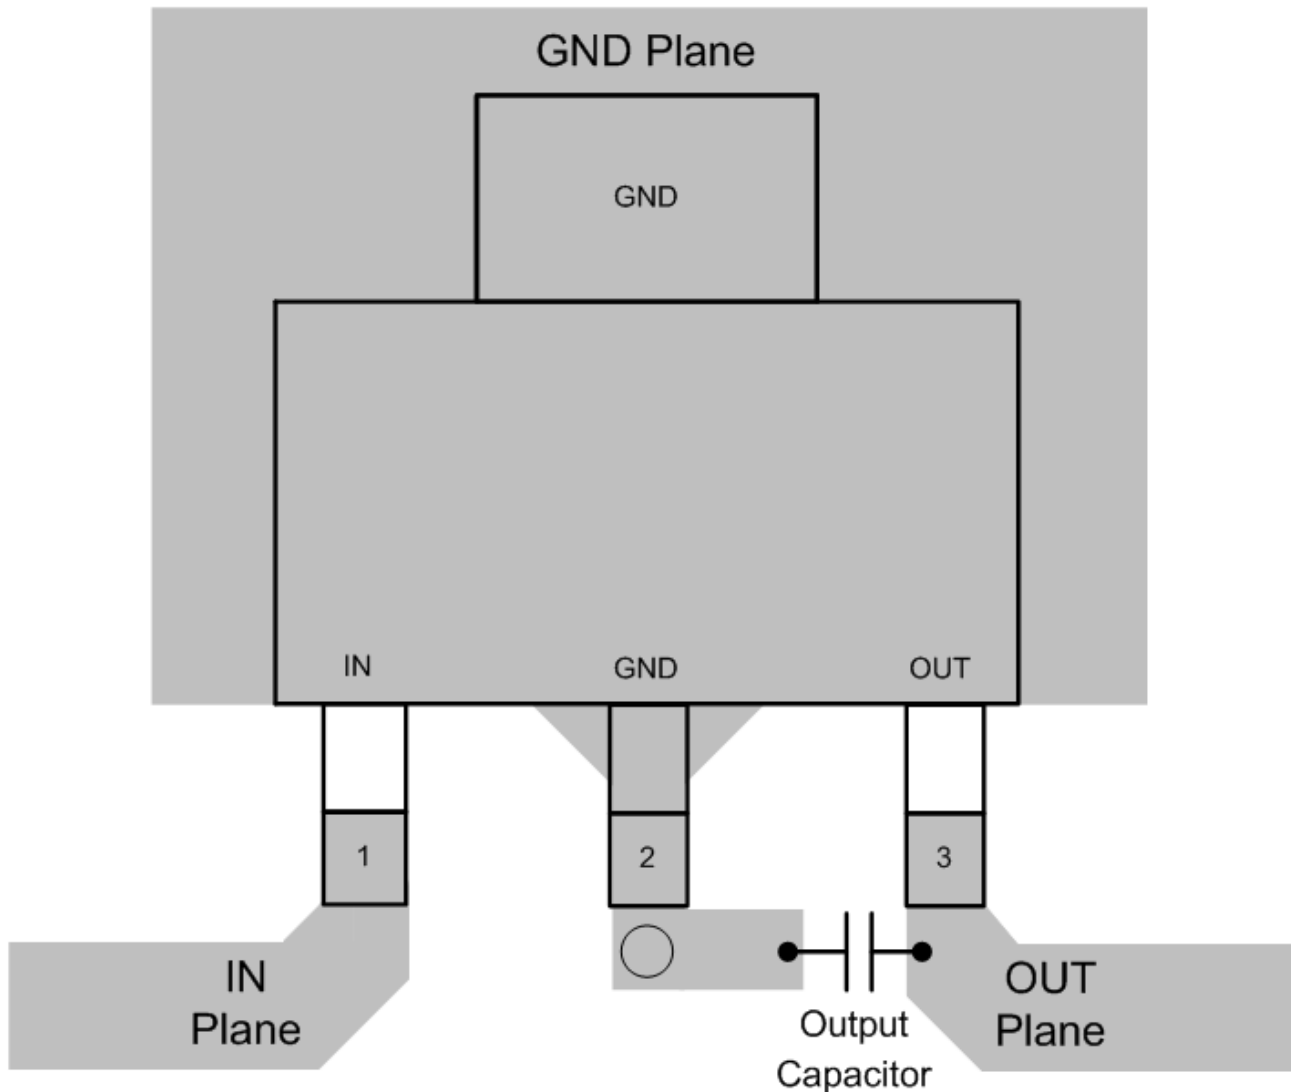 GND Plane
GND
IN
GND
OUT
1
2
3
IN
Plane
Output
Capacitor
OUT
Plane